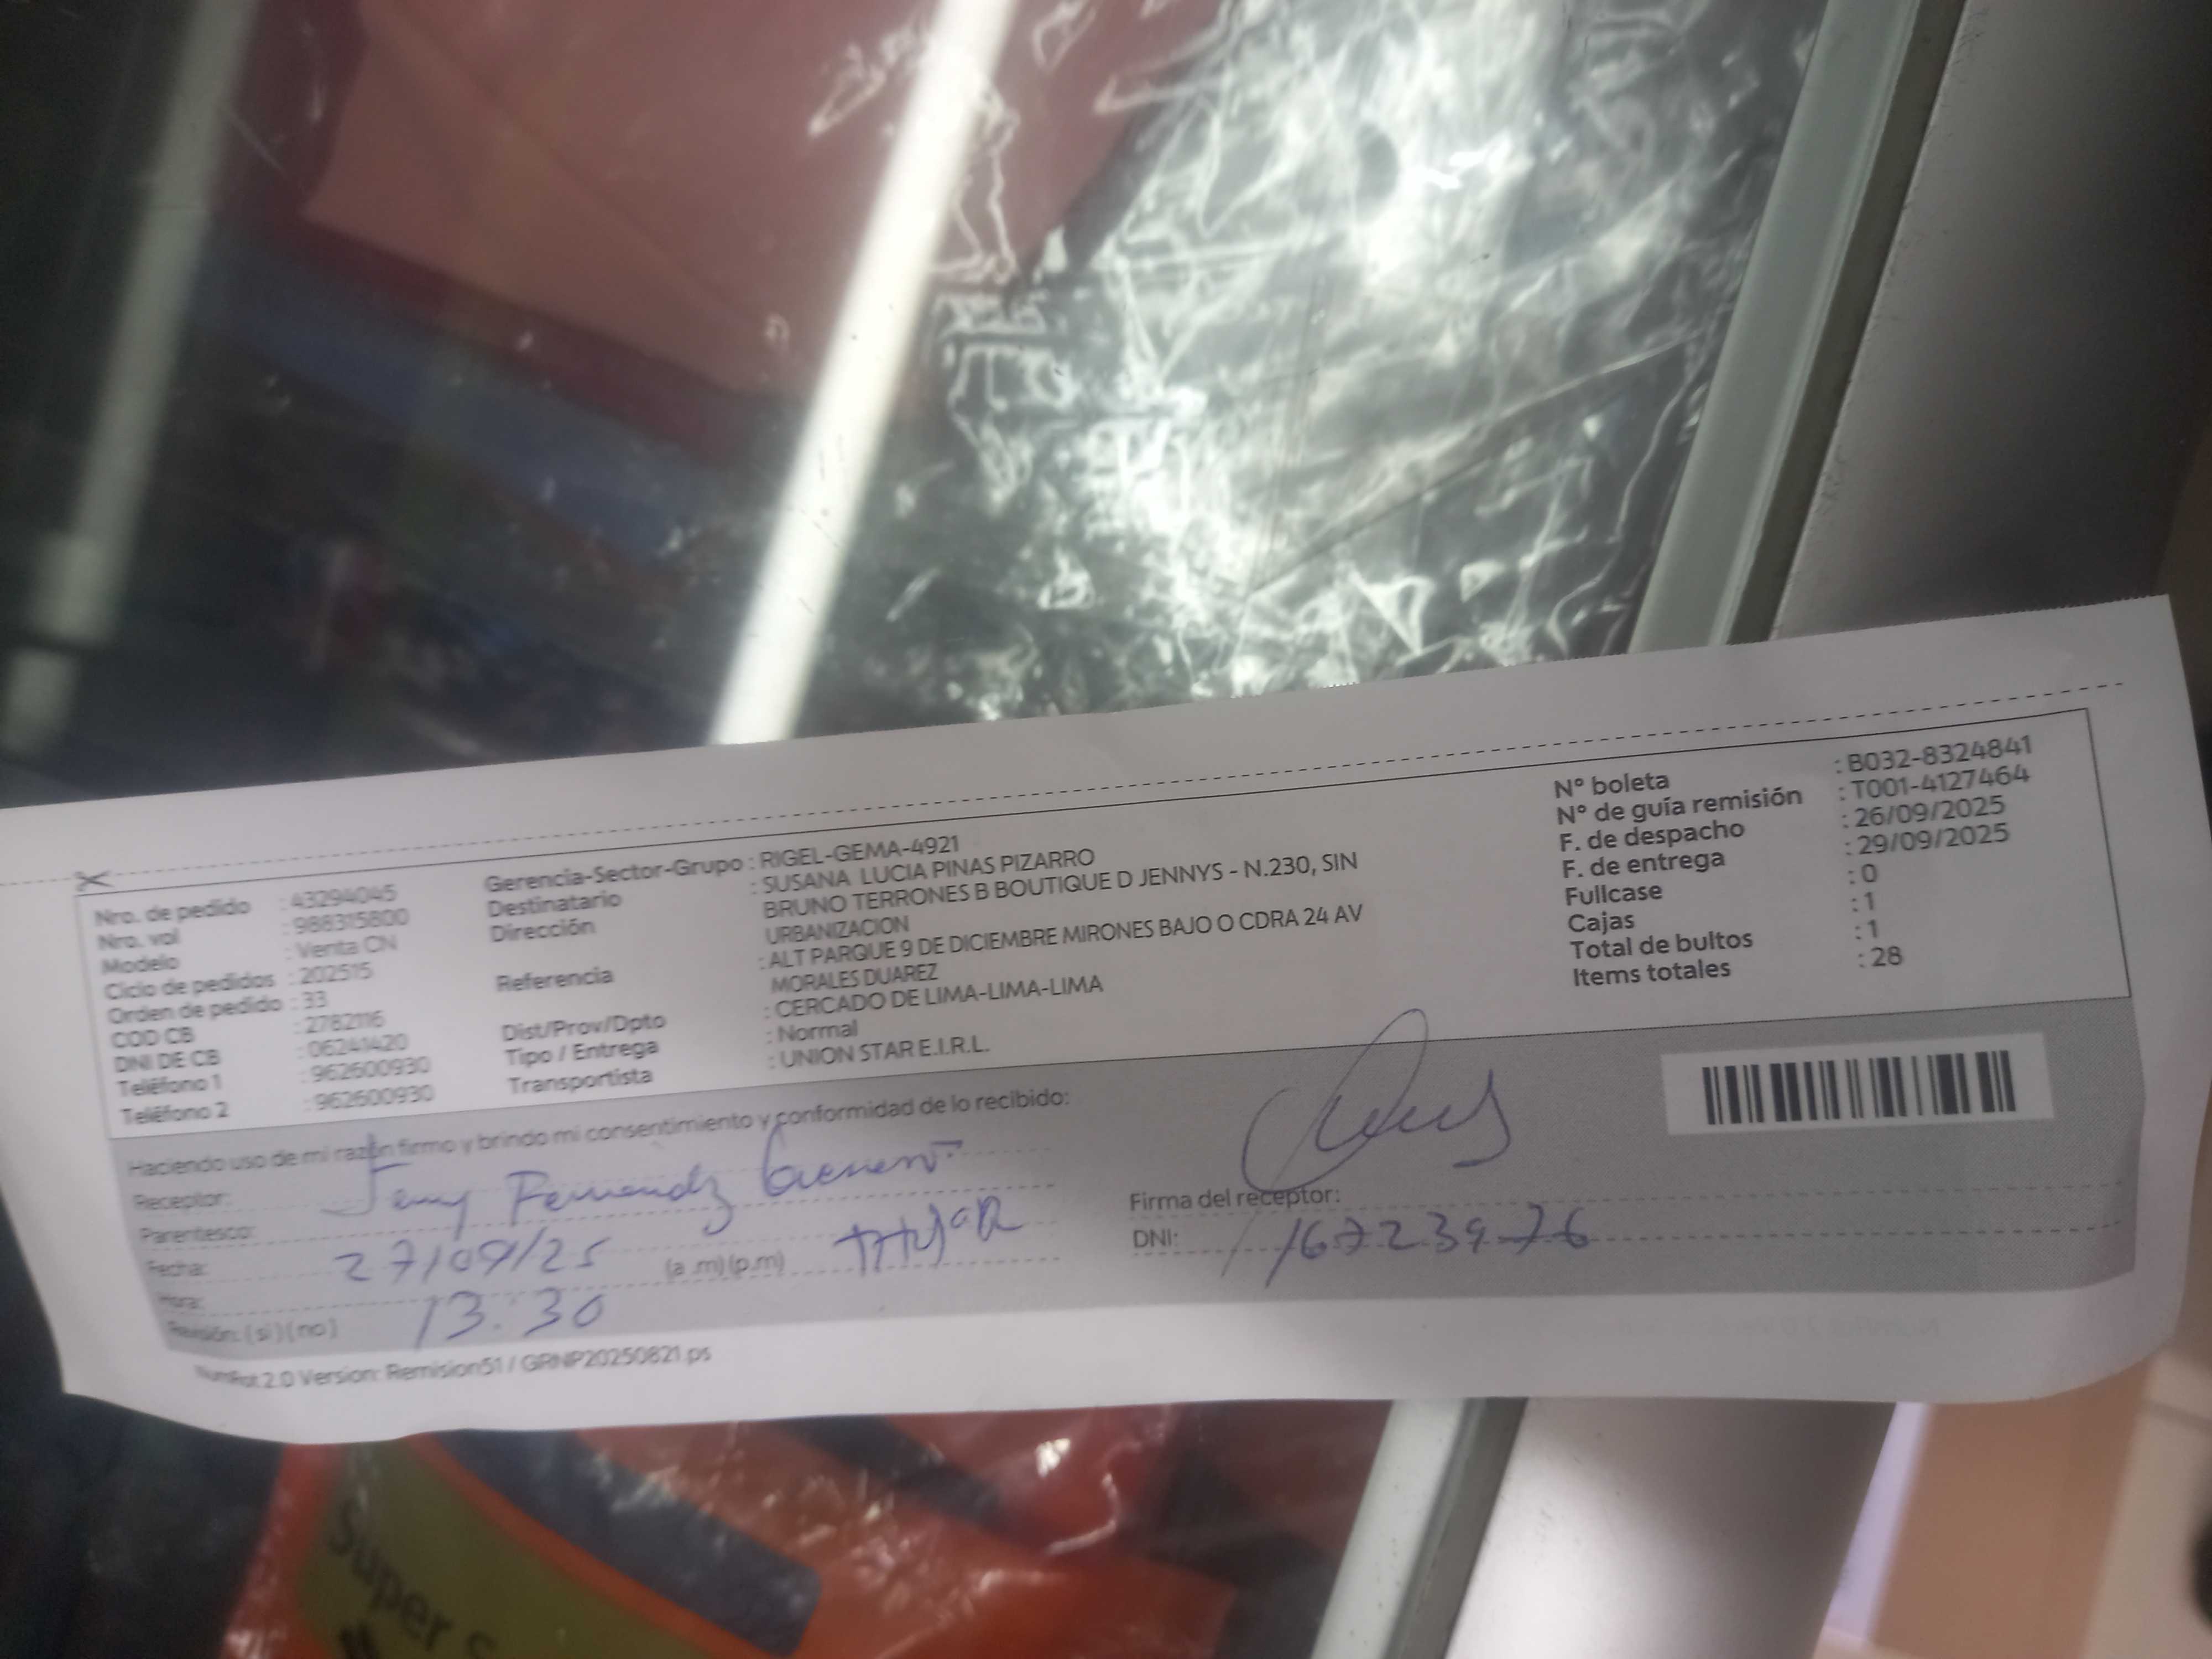 Nro. de pedido : 43294045
Nro. vol : 988315800
Modelo : Venta CN
Ciclo de pedidos : 202515
Orden de pedido : 33
COD CB : 2782116
DNI DE CB : 06241420
Teléfono 1 : 962600930
Teléfono 2 : 962600930
Gerencia-Sector-Grupo : RIGEL-GEMA-4921
Destinatario : SUSANA LUCIA PINAS PIZARRO
Dirección BRUNO TERRONES B BOUTIQUE D JENNYS - N.230, SIN
URBANIZACION
Referencia : ALT PARQUE 9 DE DICIEMBRE MIRONES BAJO O CDRA 24 AV
MORALES DUAREZ
Dist/Prov/Dpto : CERCADO DE LIMA-LIMA-LIMA
Tipo / Entrega : Normal
Transportista : UNION STAR E.I.R.L.
N° boleta : B032-8324841
N° de guía remisión : T001-4127464
F. de despacho : 26/09/2025
F. de entrega : 29/09/2025
Fullcase : 0
Cajas : 1
Total de bultos : 1
Items totales : 28
Haciendo uso de mi razón firmo y brindo mi consentimiento y conformidad de lo recibido:
Receptor:
Parentesco:
Fecha: 27/09/25 (a .m) (p.m)
Hora: 13:30
Revisión: ( si ) ( no )
Firma del receptor:
DNI: 16723976
2.0 Version: Remision51 / GRNP20250821.ps
Super S